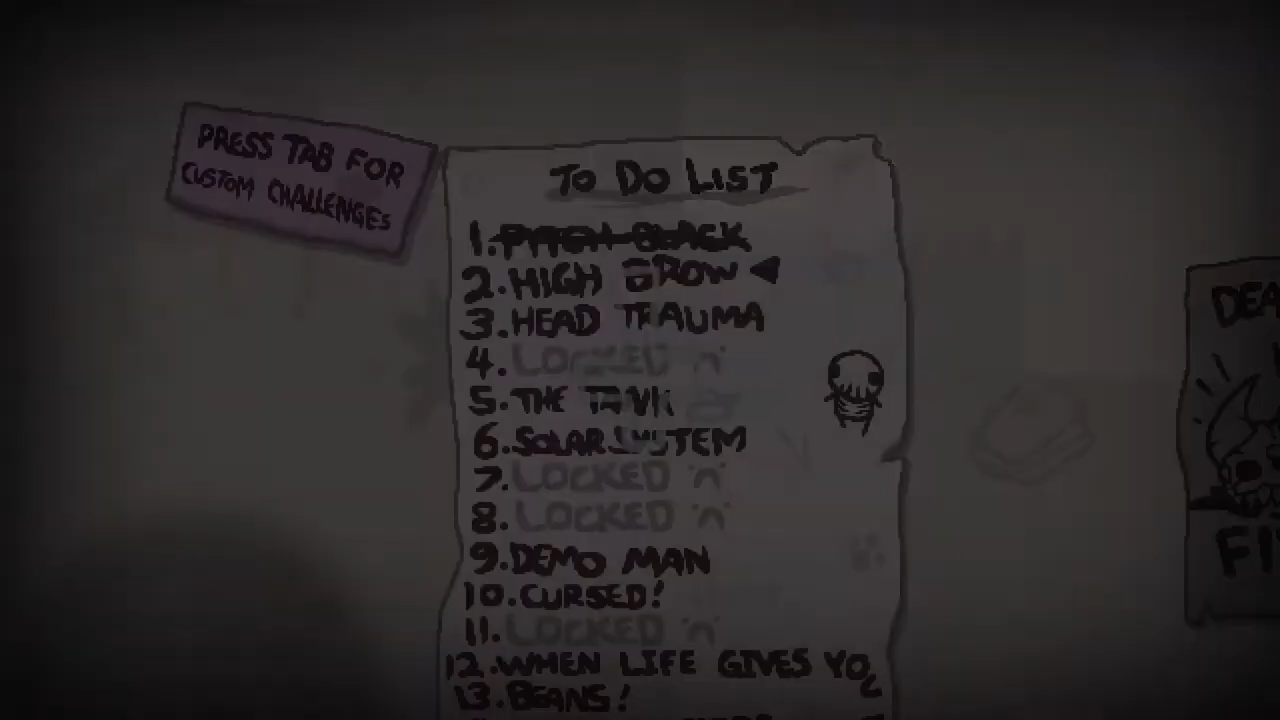 PRESS TAB FOR
CUSTOM CHALLENGES
TO DO LIST
1. PITCH BLACK
2. HIGH BROW
3. HEAD TRAUMA
4. LOCKED
5. THE TANK
6. SOLAR SYSTEM
7. LOCKED
8. LOCKED
9. DEMO MAN
10. CURSED!
11. LOCKED
12. WHEN LIFE GIVES YOU
13. BEANS!
DEA
FI